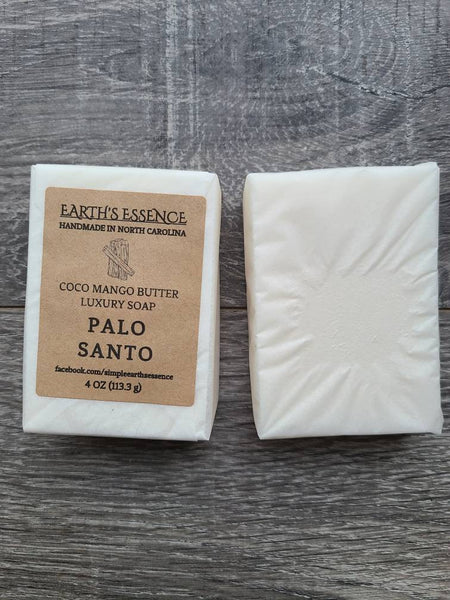 EARTH'S ESSENCE
HANDMADE IN NORTH CAROLINA
COCO MANGO BUTTER
LUXURY SOAP
PALO
SANTO
facebook.com/simpleearthsessence
4 OZ (113.3 g)